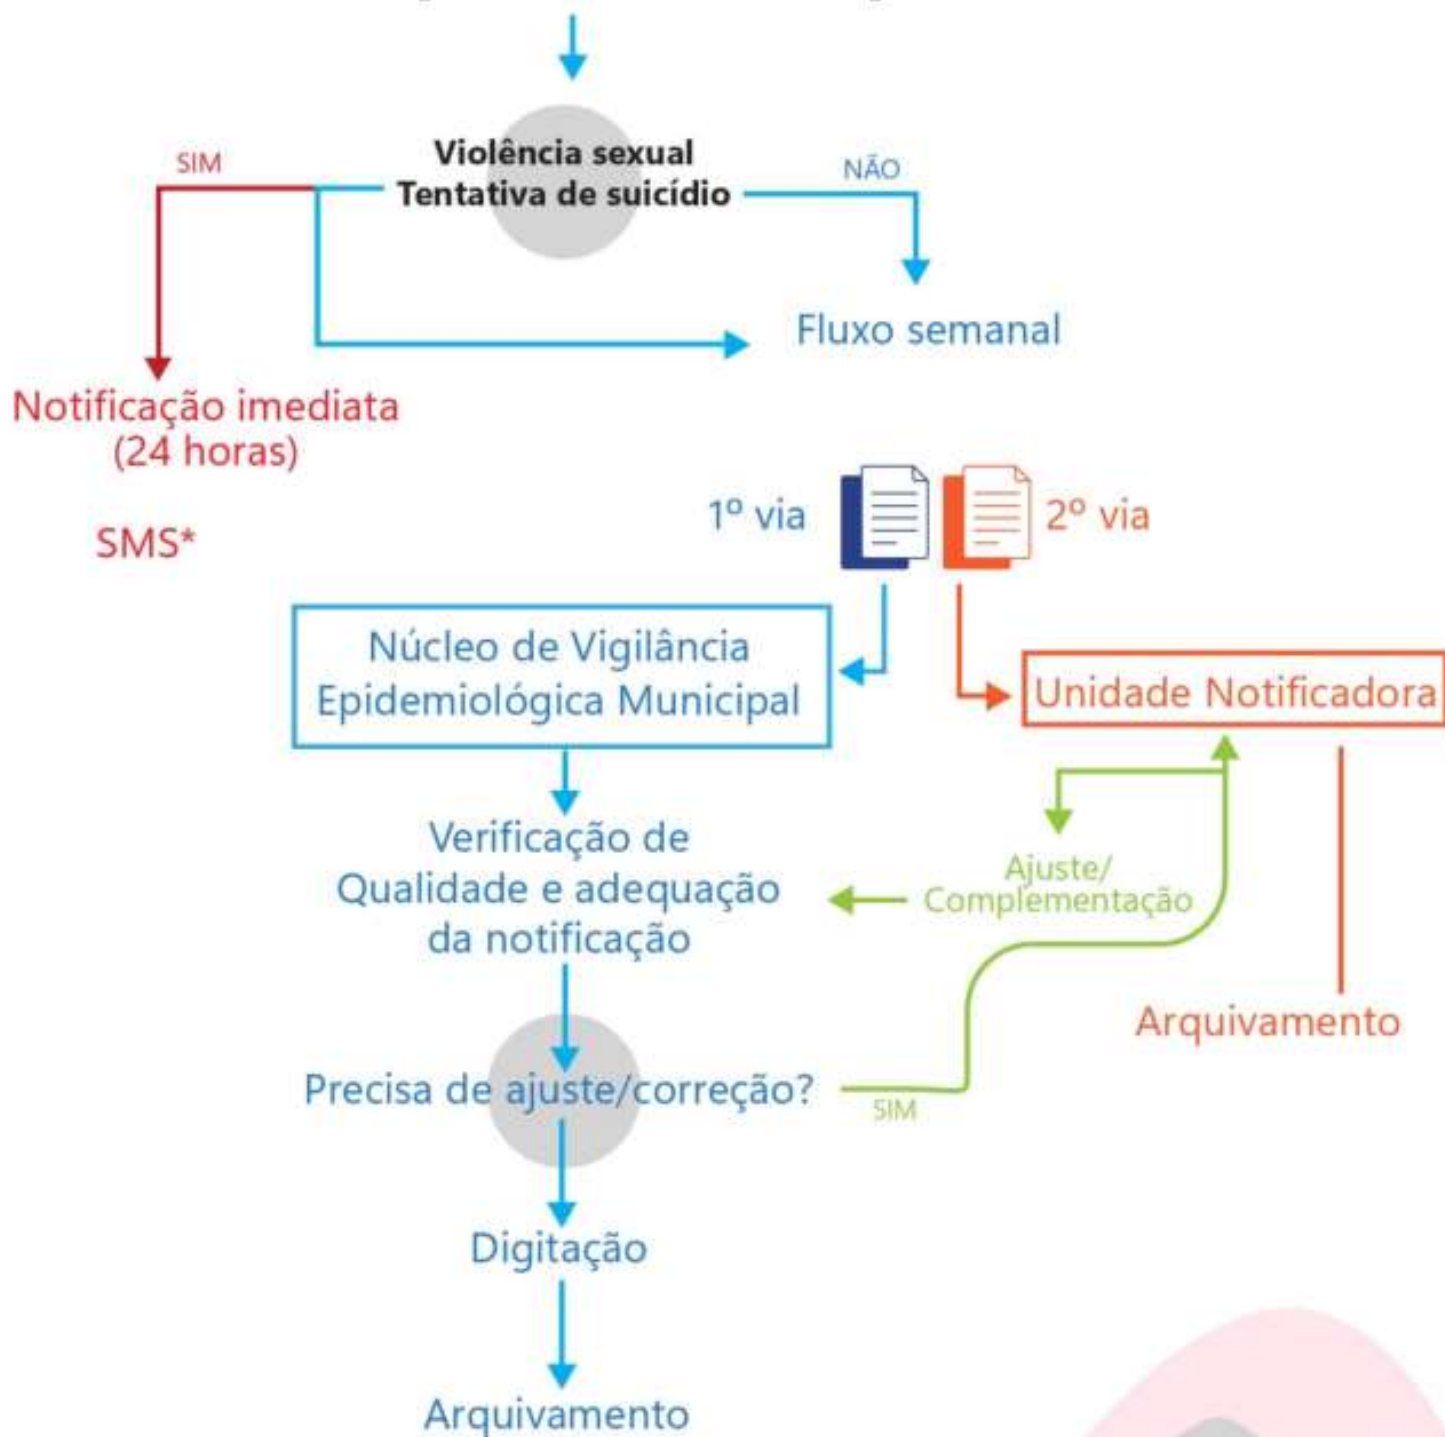 SIM
Violência sexual
Tentativa de suicídio
NÃO
Fluxo semanal
Notificação imediata
(24 horas)
SMS*
1º via
2º via
Núcleo de Vigilância
Epidemiológica Municipal
Unidade Notificadora
Verificação de
Qualidade e adequação
da notificação
Ajuste/
Complementação
Arquivamento
Precisa de ajuste/correção?
SIM
Digitação
Arquivamento